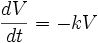 dV/dt = −kV